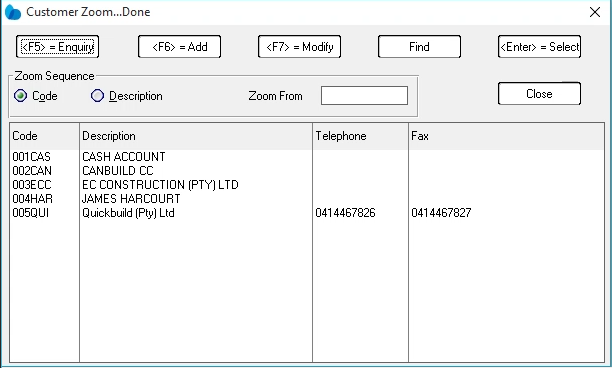 Customer Zoom...Done
<F5> = Enquiry <F6> = Add <F7> = Modify Find <Enter> = Select
Zoom Sequence
Code Description Zoom From Close
Code Description Telephone Fax
001CAS CASH ACCOUNT
002CAN CANBUILD CC
003ECC EC CONSTRUCTION (PTY) LTD
004HAR JAMES HARCOURT
005QUI Quickbuild (Pty) Ltd 0414467826 0414467827